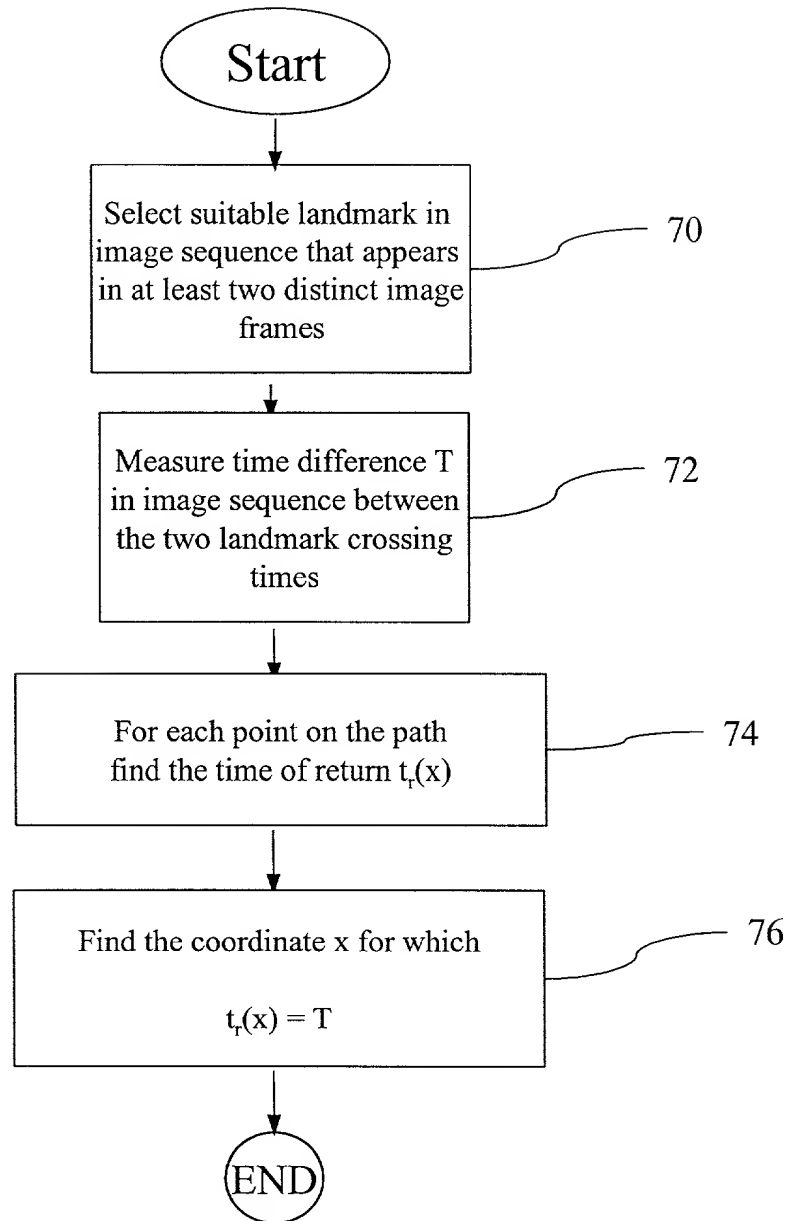 Start
Select suitable landmark in
image sequence that appears
in at least two distinct image
frames
70
Measure time difference T
in image sequence between
the two landmark crossing
times
72
For each point on the path
find the time of return tᵣ(x)
74
Find the coordinate x for which
tᵣ(x) = T
76
END